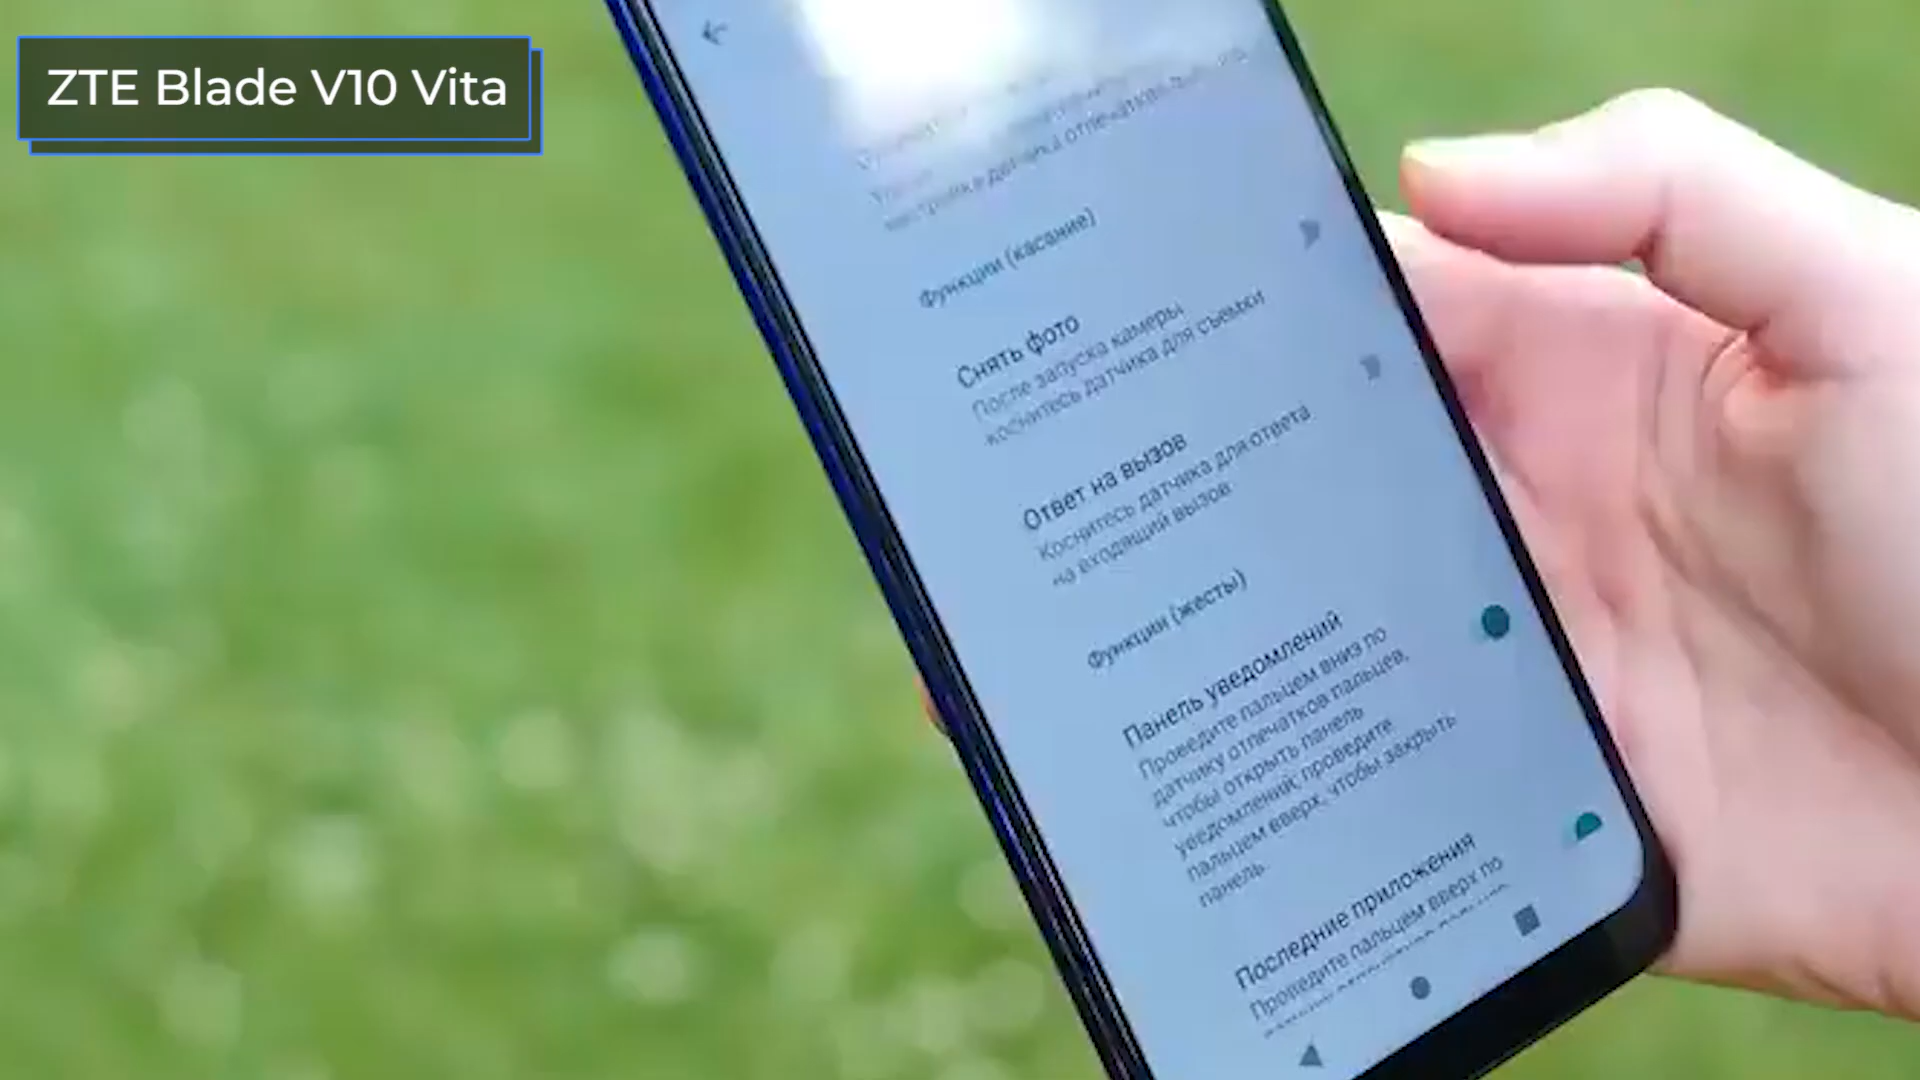 ZTE Blade V10 Vita
датчика отпечатков
Функции (касание)
Снять фото
После запуска камеры
коснитесь датчика для съемки
Ответ на вызов
Коснитесь датчика для ответа
на входящий вызов
Функции (жесты)
Панель уведомлений
Проведите пальцем вниз по
датчику отпечатков пальцев,
чтобы открыть панель
уведомлений; проведите
пальцем вверх, чтобы закрыть
панель.
Последние приложения
Проведите пальцем вверх по